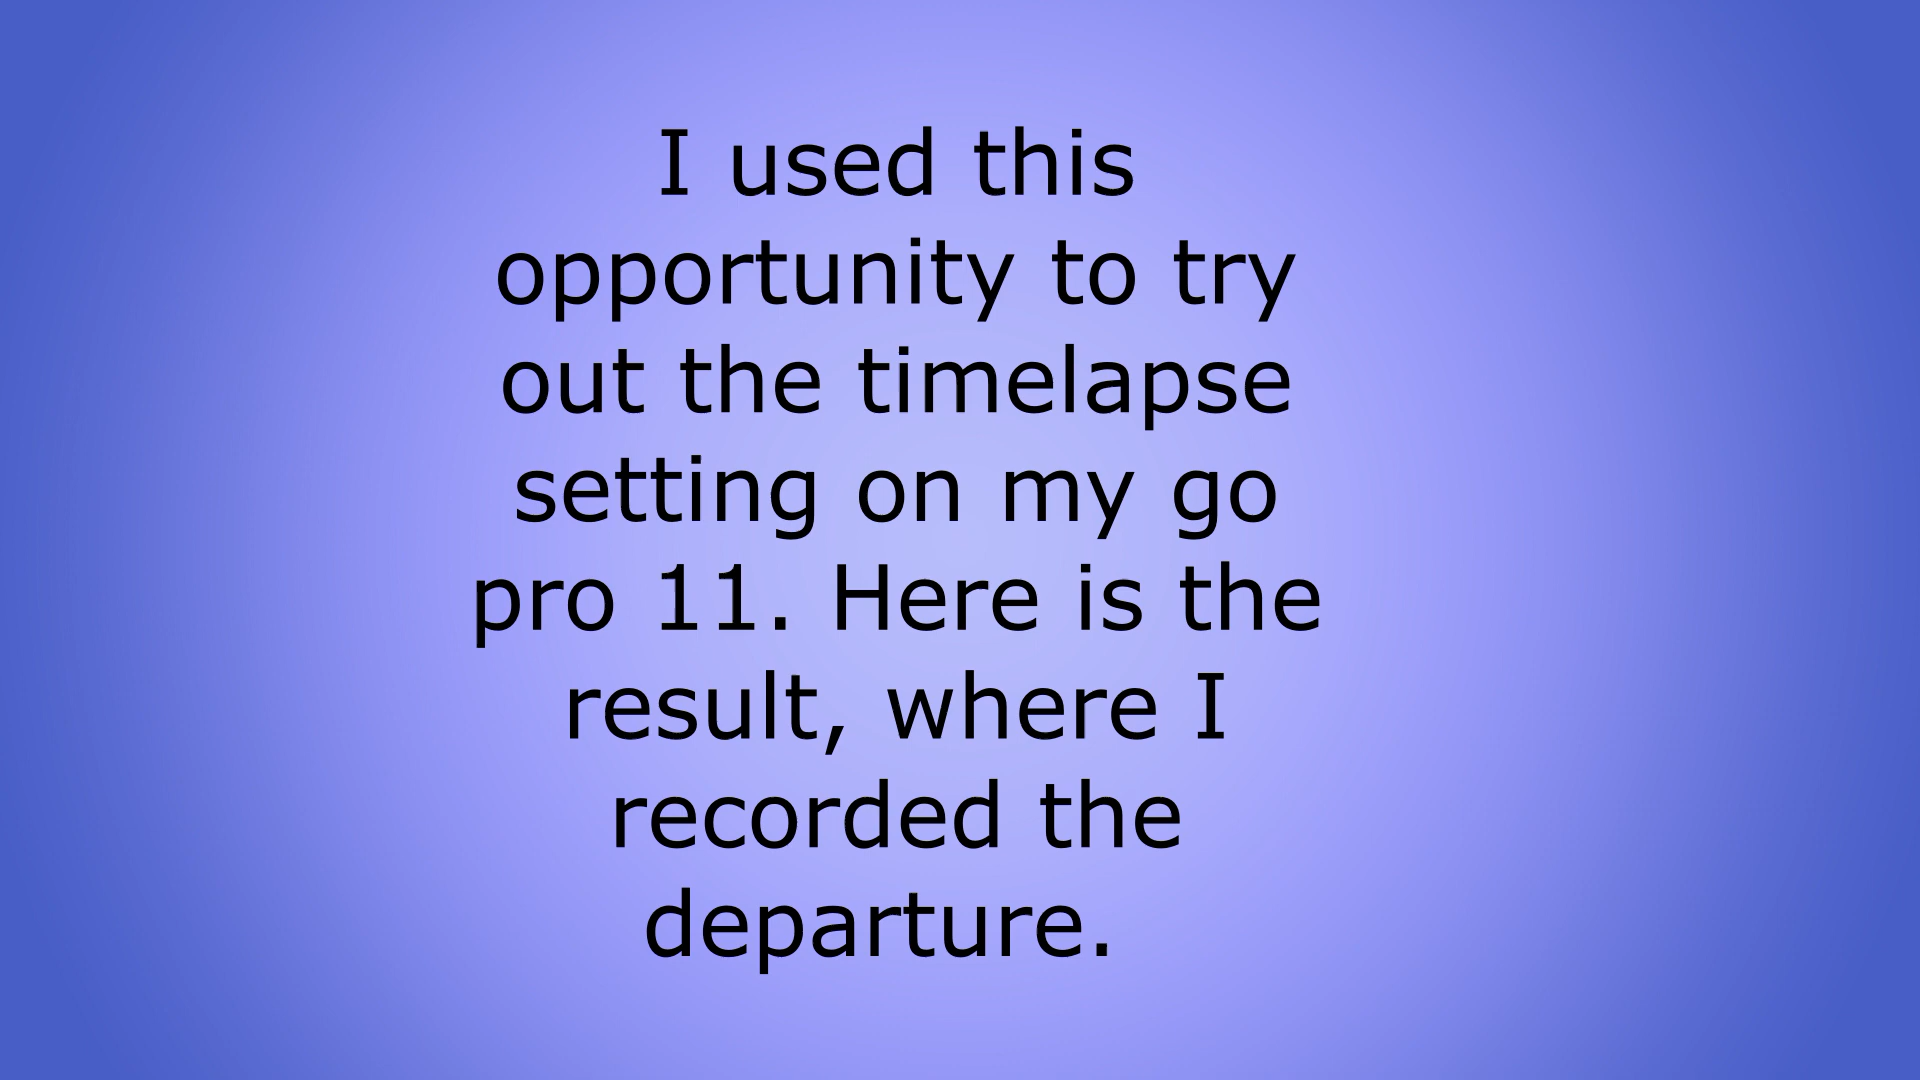 I used this
opportunity to try
out the timelapse
setting on my go
pro 11. Here is the
result, where I
recorded the
departure.